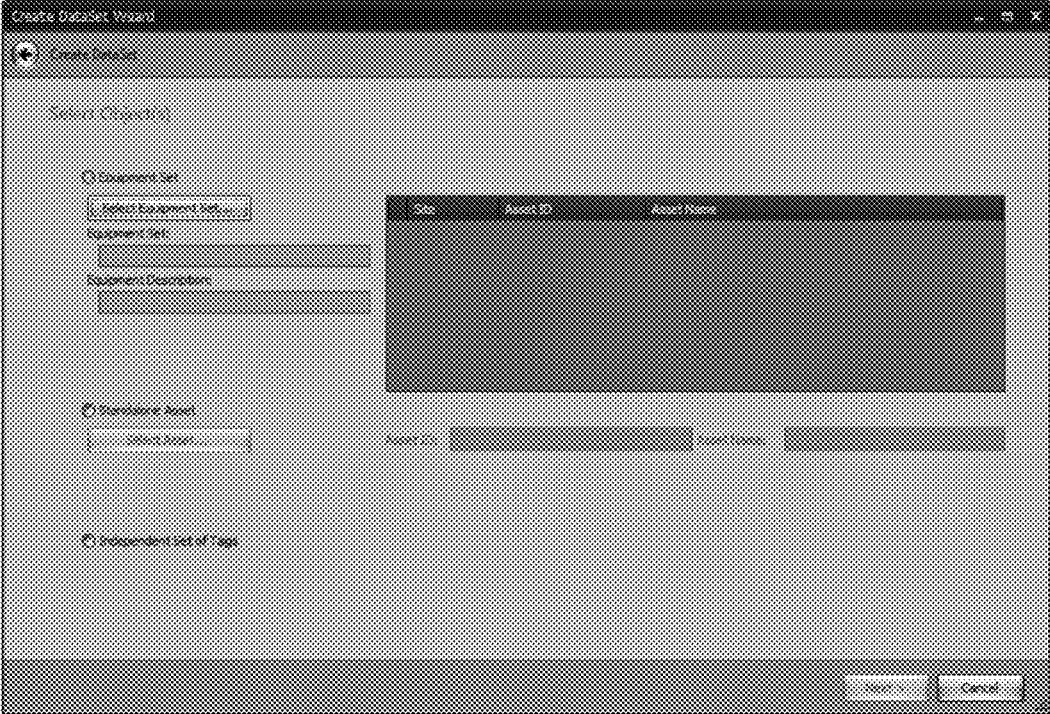 Create DataSet Wizard
Create DataSet
Select Object(s)
Equipment Set
Select Equipment Set...
Equipment Set:
Equipment Description:
Site Asset ID Asset Name
Standalone Asset
Select Asset...
Asset ID: Asset Name:
Independent Set of Tags
Next > Cancel